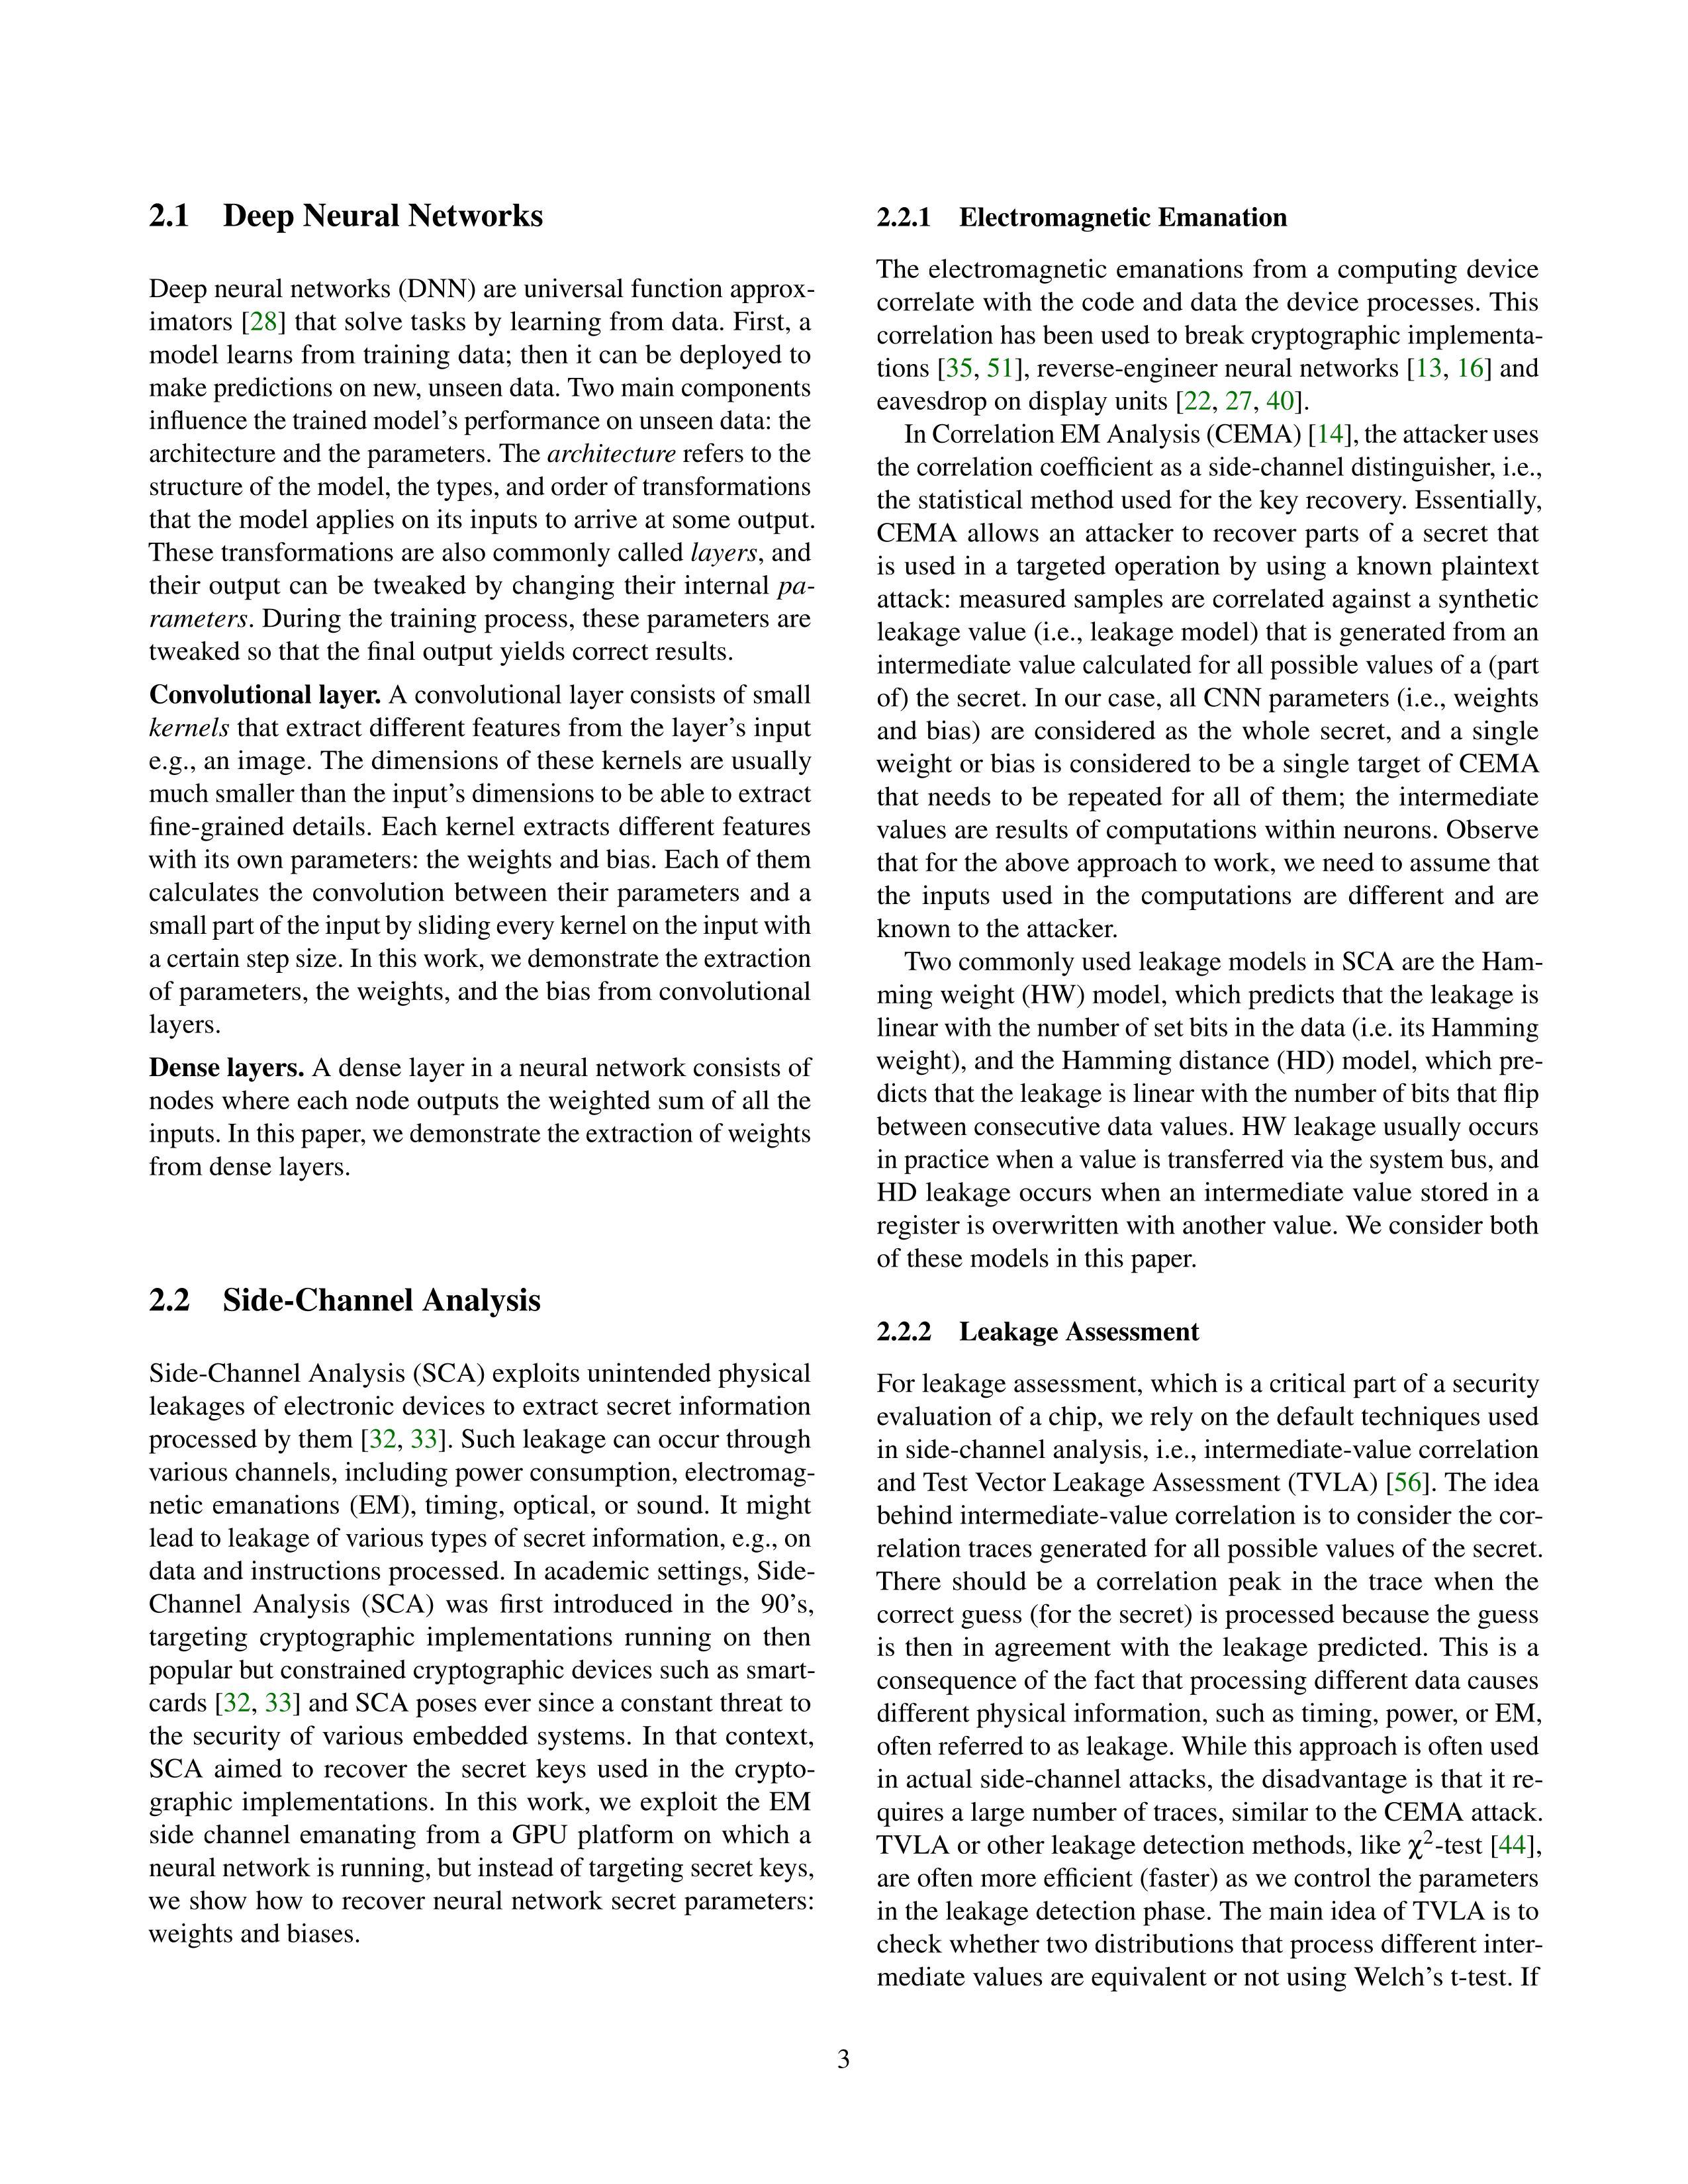 2.1 Deep Neural Networks
Deep neural networks (DNN) are universal function approx-
imators [28] that solve tasks by learning from data. First, a
model learns from training data; then it can be deployed to
make predictions on new, unseen data. Two main components
influence the trained model's performance on unseen data: the
architecture and the parameters. The architecture refers to the
structure of the model, the types, and order of transformations
that the model applies on its inputs to arrive at some output.
These transformations are also commonly called layers, and
their output can be tweaked by changing their internal pa-
rameters. During the training process, these parameters are
tweaked so that the final output yields correct results.
Convolutional layer. A convolutional layer consists of small
kernels that extract different features from the layer's input
e.g., an image. The dimensions of these kernels are usually
much smaller than the input's dimensions to be able to extract
fine-grained details. Each kernel extracts different features
with its own parameters: the weights and bias. Each of them
calculates the convolution between their parameters and a
small part of the input by sliding every kernel on the input with
a certain step size. In this work, we demonstrate the extraction
of parameters, the weights, and the bias from convolutional
layers.
Dense layers. A dense layer in a neural network consists of
nodes where each node outputs the weighted sum of all the
inputs. In this paper, we demonstrate the extraction of weights
from dense layers.
2.2 Side-Channel Analysis
Side-Channel Analysis (SCA) exploits unintended physical
leakages of electronic devices to extract secret information
processed by them [32, 33]. Such leakage can occur through
various channels, including power consumption, electromag-
netic emanations (EM), timing, optical, or sound. It might
lead to leakage of various types of secret information, e.g., on
data and instructions processed. In academic settings, Side-
Channel Analysis (SCA) was first introduced in the 90's,
targeting cryptographic implementations running on then
popular but constrained cryptographic devices such as smart-
cards [32, 33] and SCA poses ever since a constant threat to
the security of various embedded systems. In that context,
SCA aimed to recover the secret keys used in the crypto-
graphic implementations. In this work, we exploit the EM
side channel emanating from a GPU platform on which a
neural network is running, but instead of targeting secret keys,
we show how to recover neural network secret parameters:
weights and biases.
2.2.1 Electromagnetic Emanation
The electromagnetic emanations from a computing device
correlate with the code and data the device processes. This
correlation has been used to break cryptographic implementa-
tions [35, 51], reverse-engineer neural networks [13, 16] and
eavesdrop on display units [22, 27, 40].
In Correlation EM Analysis (CEMA) [14], the attacker uses
the correlation coefficient as a side-channel distinguisher, i.e.,
the statistical method used for the key recovery. Essentially,
CEMA allows an attacker to recover parts of a secret that
is used in a targeted operation by using a known plaintext
attack: measured samples are correlated against a synthetic
leakage value (i.e., leakage model) that is generated from an
intermediate value calculated for all possible values of a (part
of) the secret. In our case, all CNN parameters (i.e., weights
and bias) are considered as the whole secret, and a single
weight or bias is considered to be a single target of CEMA
that needs to be repeated for all of them; the intermediate
values are results of computations within neurons. Observe
that for the above approach to work, we need to assume that
the inputs used in the computations are different and are
known to the attacker.
Two commonly used leakage models in SCA are the Ham-
ming weight (HW) model, which predicts that the leakage is
linear with the number of set bits in the data (i.e. its Hamming
weight), and the Hamming distance (HD) model, which pre-
dicts that the leakage is linear with the number of bits that flip
between consecutive data values. HW leakage usually occurs
in practice when a value is transferred via the system bus, and
HD leakage occurs when an intermediate value stored in a
register is overwritten with another value. We consider both
of these models in this paper.
2.2.2 Leakage Assessment
For leakage assessment, which is a critical part of a security
evaluation of a chip, we rely on the default techniques used
in side-channel analysis, i.e., intermediate-value correlation
and Test Vector Leakage Assessment (TVLA) [56]. The idea
behind intermediate-value correlation is to consider the cor-
relation traces generated for all possible values of the secret.
There should be a correlation peak in the trace when the
correct guess (for the secret) is processed because the guess
is then in agreement with the leakage predicted. This is a
consequence of the fact that processing different data causes
different physical information, such as timing, power, or EM,
often referred to as leakage. While this approach is often used
in actual side-channel attacks, the disadvantage is that it re-
quires a large number of traces, similar to the CEMA attack.
TVLA or other leakage detection methods, like χ²-test [44],
are often more efficient (faster) as we control the parameters
in the leakage detection phase. The main idea of TVLA is to
check whether two distributions that process different inter-
mediate values are equivalent or not using Welch's t-test. If
3